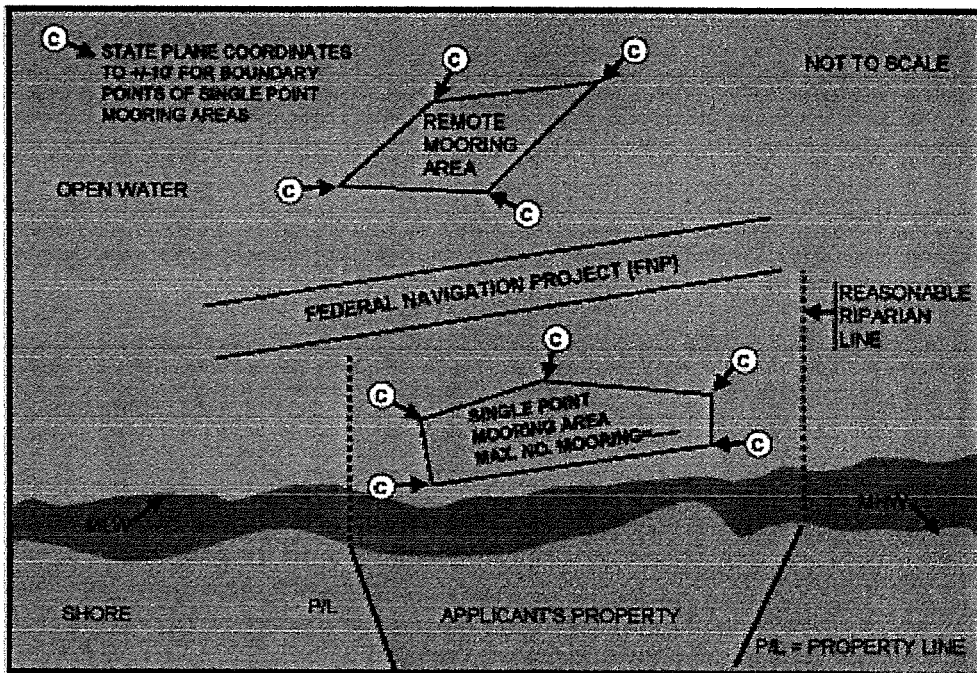 C
STATE PLANE COORDINATES
TO +/-10' FOR BOUNDARY
POINTS OF SINGLE POINT
MOORING AREAS
C
C
NOT TO SCALE
REMOTE
MOORING
AREA
OPEN WATER
C
C
FEDERAL NAVIGATION PROJECT (FNP)
REASONABLE
RIPARIAN
LINE
C
C
C
SINGLE POINT
MOORING AREA
MAX. NO. MOORING=
C
C
MLW
MHW
SHORE
P/L
APPLICANT'S PROPERTY
P/L = PROPERTY LINE